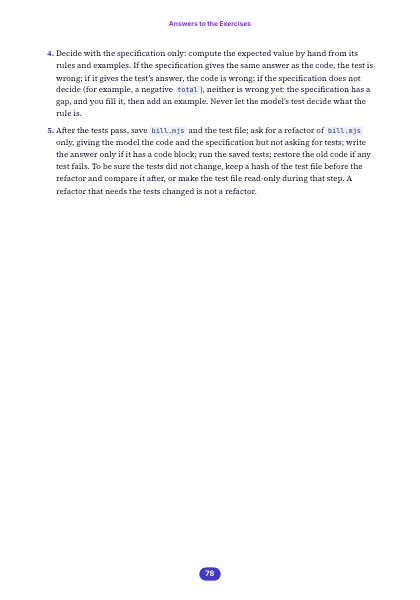 Answers to the Exercises
4. Decide with the specification only: compute the expected value by hand from its
rules and examples. If the specification gives the same answer as the code, the test is
wrong; if it gives the test's answer, the code is wrong; if the specification does not
decide (for example, a negative total), neither is wrong yet: the specification has a
gap, and you fill it, then add an example. Never let the model's test decide what the
rule is.
5. After the tests pass, save bill.mjs and the test file; ask for a refactor of bill.mjs
only, giving the model the code and the specification but not asking for tests; write
the answer only if it has a code block; run the saved tests; restore the old code if any
test fails. To be sure the tests did not change, keep a hash of the test file before the
refactor and compare it after, or make the test file read-only during that step. A
refactor that needs the tests changed is not a refactor.
78